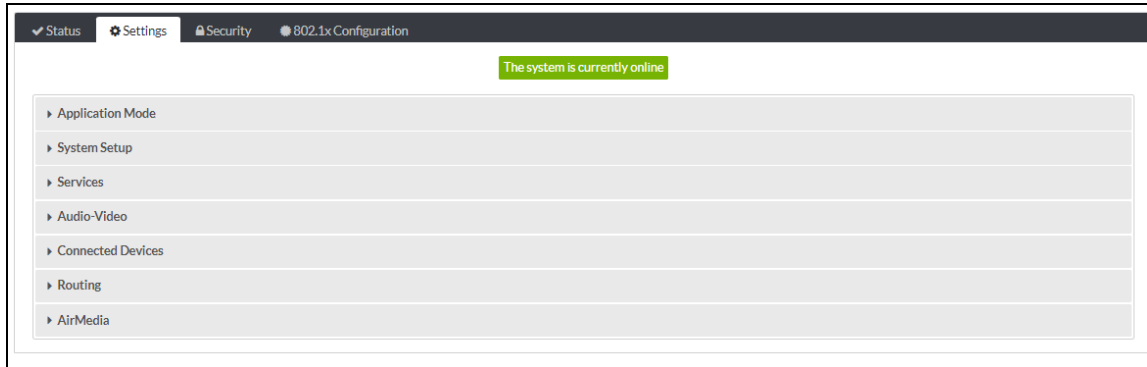 Status Settings Security 802.1x Configuration
The system is currently online
Application Mode
System Setup
Services
Audio-Video
Connected Devices
Routing
AirMedia